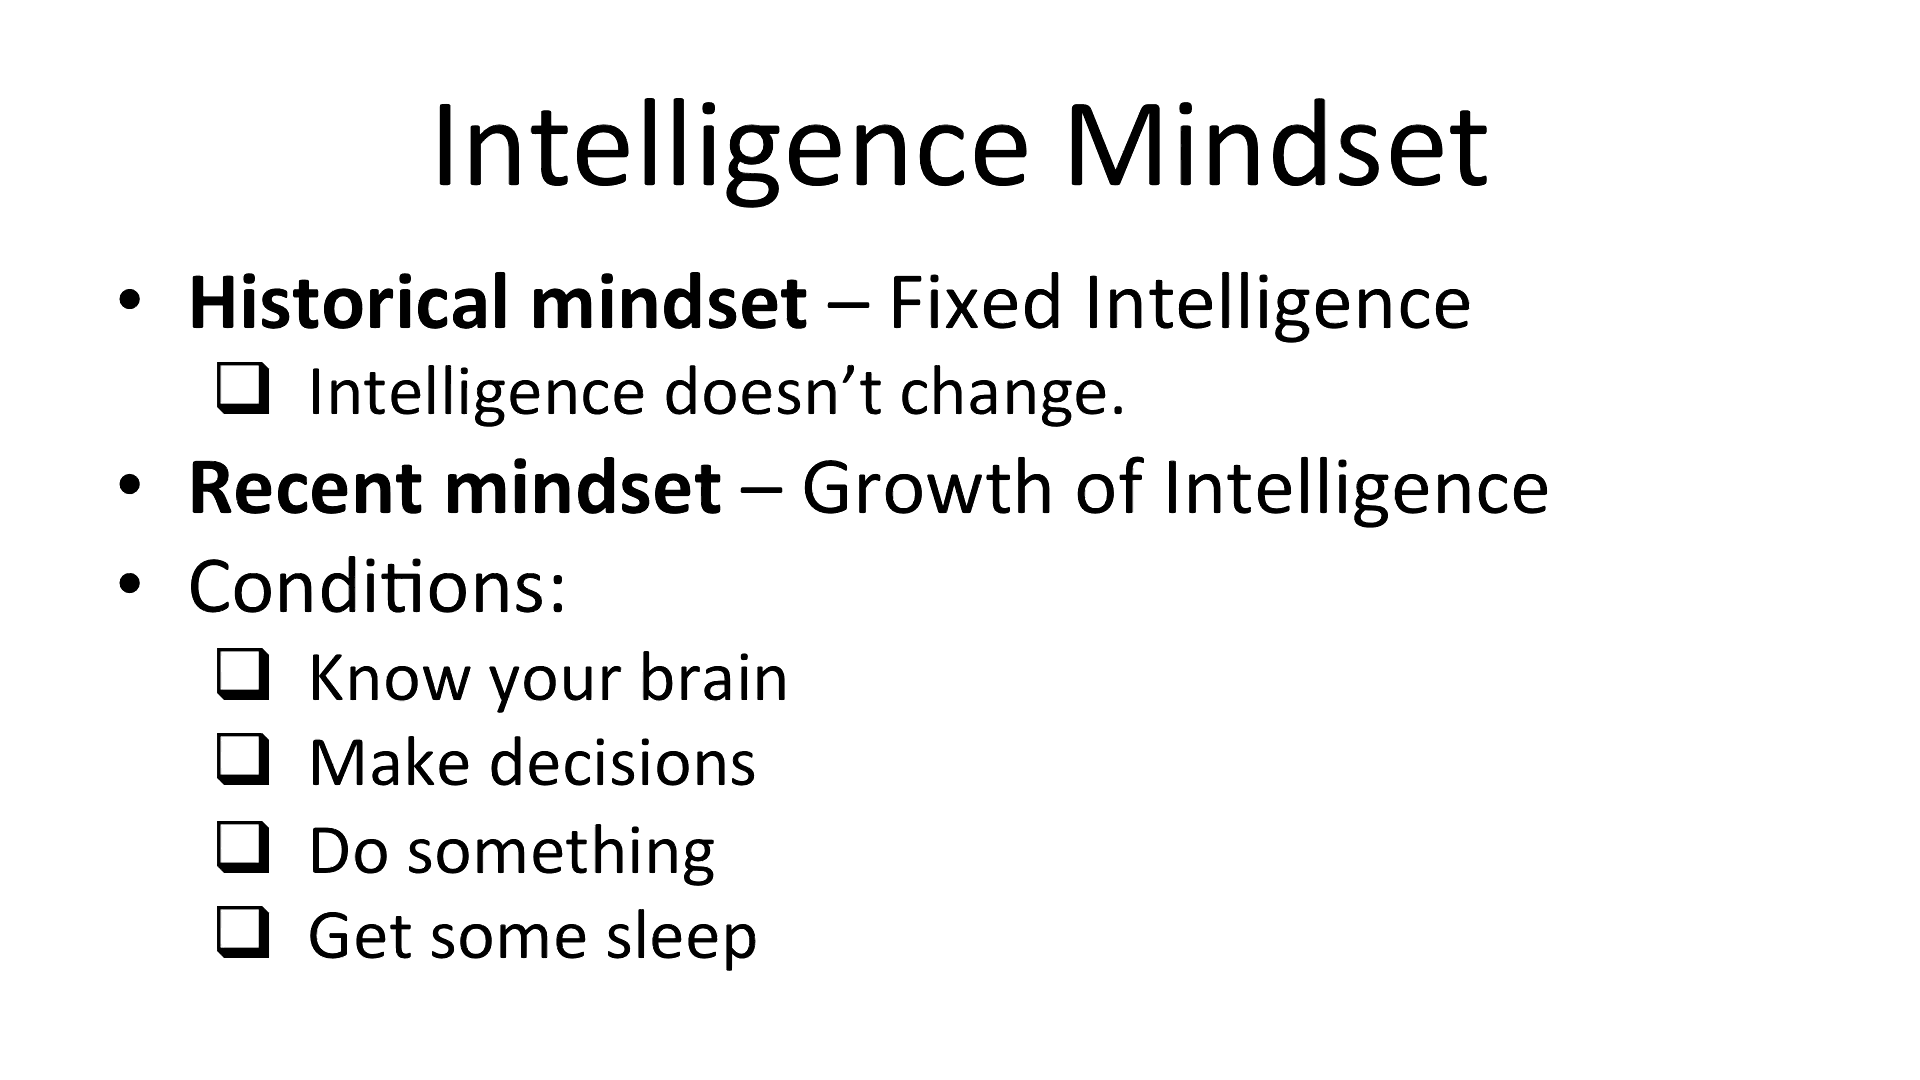 Intelligence Mindset
• Historical mindset – Fixed Intelligence
❑ Intelligence doesn’t change.
• Recent mindset – Growth of Intelligence
• Conditions:
❑ Know your brain
❑ Make decisions
❑ Do something
❑ Get some sleep